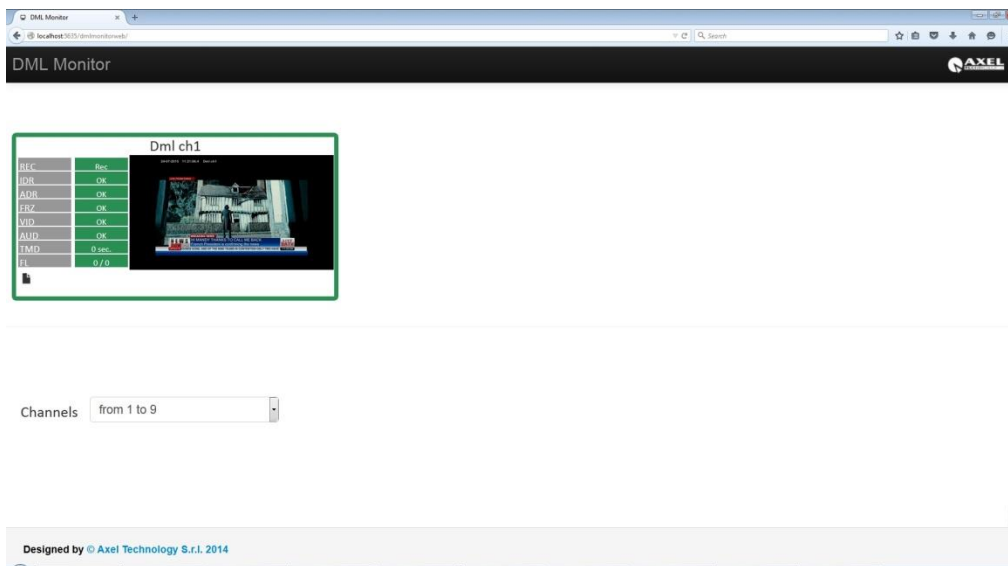 DML Monitor
localhost:5635/dmlmonitorweb/
Search
DML Monitor
AXEL
Dml ch1
REC Rec
IDR OK
ADR OK
FRZ OK
VID OK
AUD OK
TMD 0 sec.
FL 0 / 0
Channels from 1 to 9
Designed by © Axel Technology S.r.l. 2014